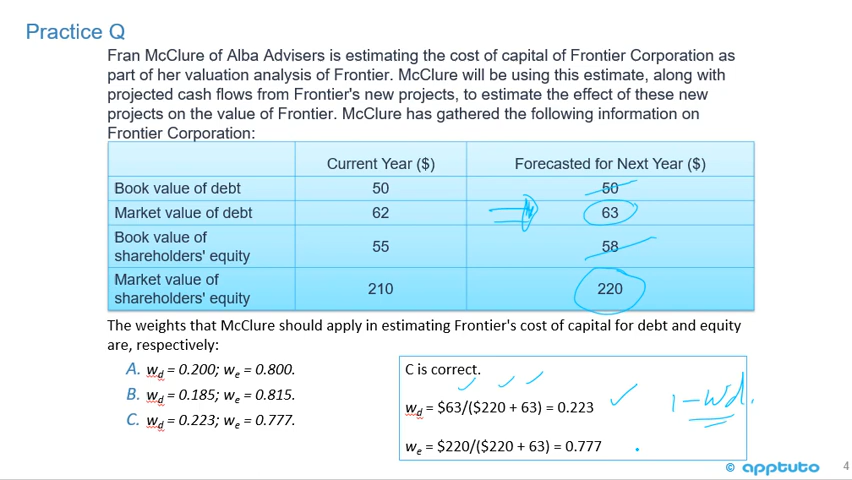 Practice Q
Fran McClure of Alba Advisers is estimating the cost of capital of Frontier Corporation as
part of her valuation analysis of Frontier. McClure will be using this estimate, along with
projected cash flows from Frontier's new projects, to estimate the effect of these new
projects on the value of Frontier. McClure has gathered the following information on
Frontier Corporation:
Current Year ($) Forecasted for Next Year ($)
Book value of debt 50 50
Market value of debt 62 63
Book value of
shareholders' equity 55 58
Market value of
shareholders' equity 210 220
The weights that McClure should apply in estimating Frontier's cost of capital for debt and equity
are, respectively:
A. wd = 0.200; we = 0.800.
B. wd = 0.185; we = 0.815.
C. wd = 0.223; we = 0.777.
C is correct.
wd = $63/($220 + 63) = 0.223
1 - wd.
we = $220/($220 + 63) = 0.777
© apptuto 4